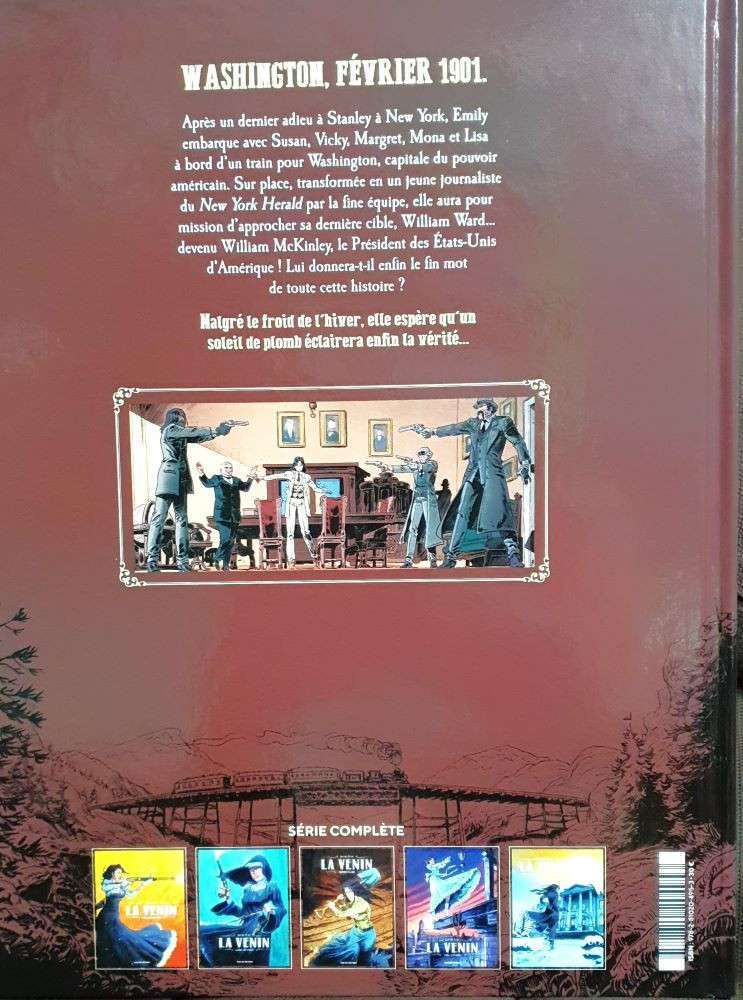 WASHINGTON, FÉVRIER 1901.
Après un dernier adieu à Stanley à New York, Emily
embarque avec Susan, Vicky, Margret, Mona et Lisa
à bord d'un train pour Washington, capitale du pouvoir
américain. Sur place, transformée en un jeune journaliste
du New York Herald par la fine équipe, elle aura pour
mission d'approcher sa dernière cible, William Ward...
devenu William McKinley, le Président des États-Unis
d'Amérique ! Lui donnera-t-il enfin le fin mot
de toute cette histoire ?
Malgré le froid de l'hiver, elle espère qu'un
soleil de plomb éclairera enfin la vérité...
SÉRIE COMPLÈTE
LA VENIN
LA VENIN
LA VENIN
LA VENIN
LA VENIN